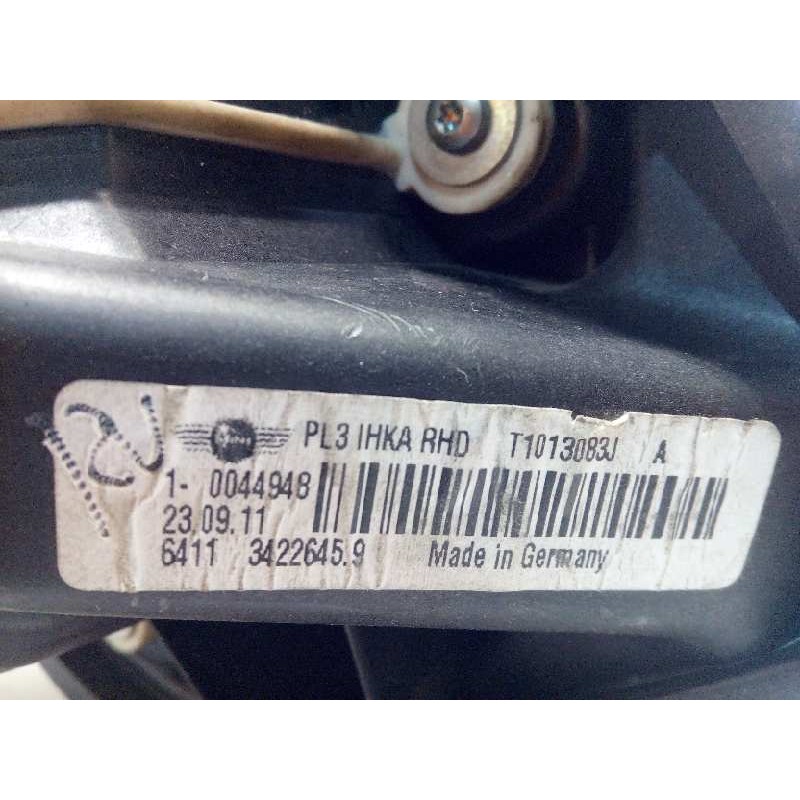 PL3 IHKA RHD T1013083J A
1- 0044948
23.09.11
6411 3422645.9 Made in Germany